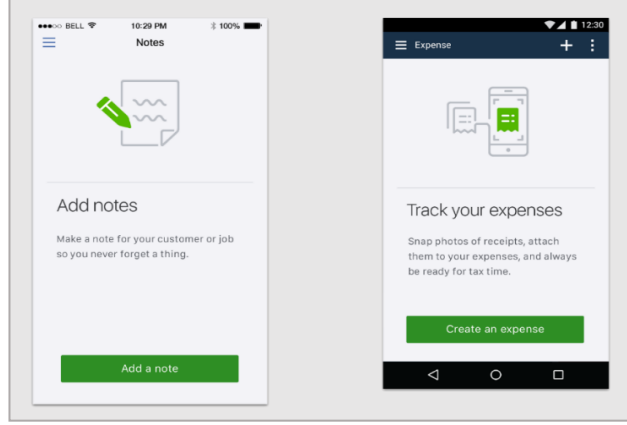 BELL 10:29 PM 100%
Notes
Add notes
Make a note for your customer or job
so you never forget a thing.
Add a note
12:30
Expense
Track your expenses
Snap photos of receipts, attach
them to your expenses, and always
be ready for tax time.
Create an expense